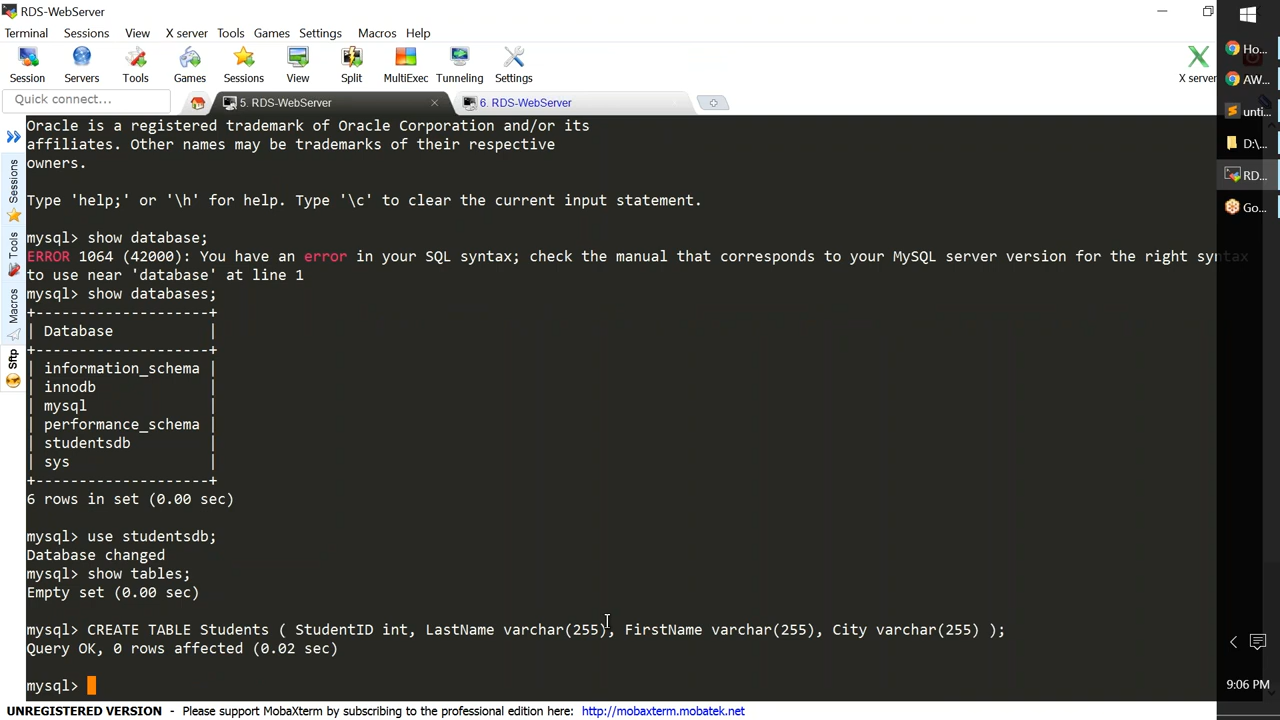 RDS-WebServer
Terminal Sessions View X server Tools Games Settings Macros Help
Session Servers Tools Games Sessions View Split MultiExec Tunneling Settings X server
Quick connect...
5. RDS-WebServer
6. RDS-WebServer
Sessions
Tools
Macros
Sftp
Oracle is a registered trademark of Oracle Corporation and/or its
affiliates. Other names may be trademarks of their respective
owners.
Type 'help;' or '\h' for help. Type '\c' to clear the current input statement.
mysql> show database;
ERROR 1064 (42000): You have an error in your SQL syntax; check the manual that corresponds to your MySQL server version for the right syntax
to use near 'database' at line 1
mysql> show databases;
+--------------------+
| Database           |
+--------------------+
| information_schema |
| innodb             |
| mysql              |
| performance_schema |
| studentsdb         |
| sys                |
+--------------------+
6 rows in set (0.00 sec)
mysql> use studentsdb;
Database changed
mysql> show tables;
Empty set (0.00 sec)
mysql> CREATE TABLE Students ( StudentID int, LastName varchar(255), FirstName varchar(255), City varchar(255) );
Query OK, 0 rows affected (0.02 sec)
mysql>
UNREGISTERED VERSION - Please support MobaXterm by subscribing to the professional edition here: http://mobaxterm.mobatek.net
Ho...
AW...
unti...
D:\...
RD...
Go...
9:06 PM